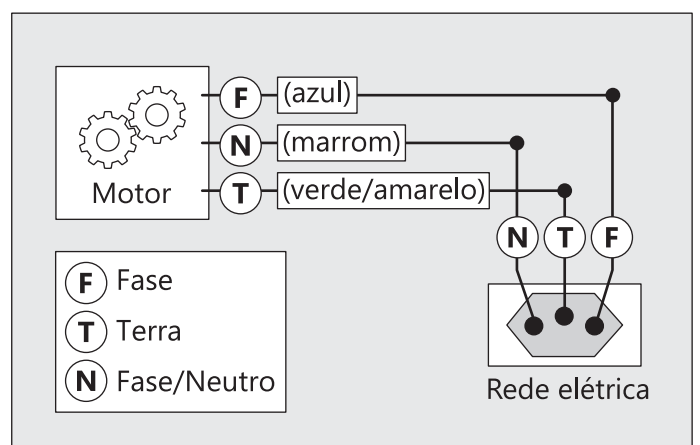 F (azul)
N (marrom)
T (verde/amarelo)
Motor
N T F
F Fase
T Terra
N Fase/Neutro
Rede elétrica